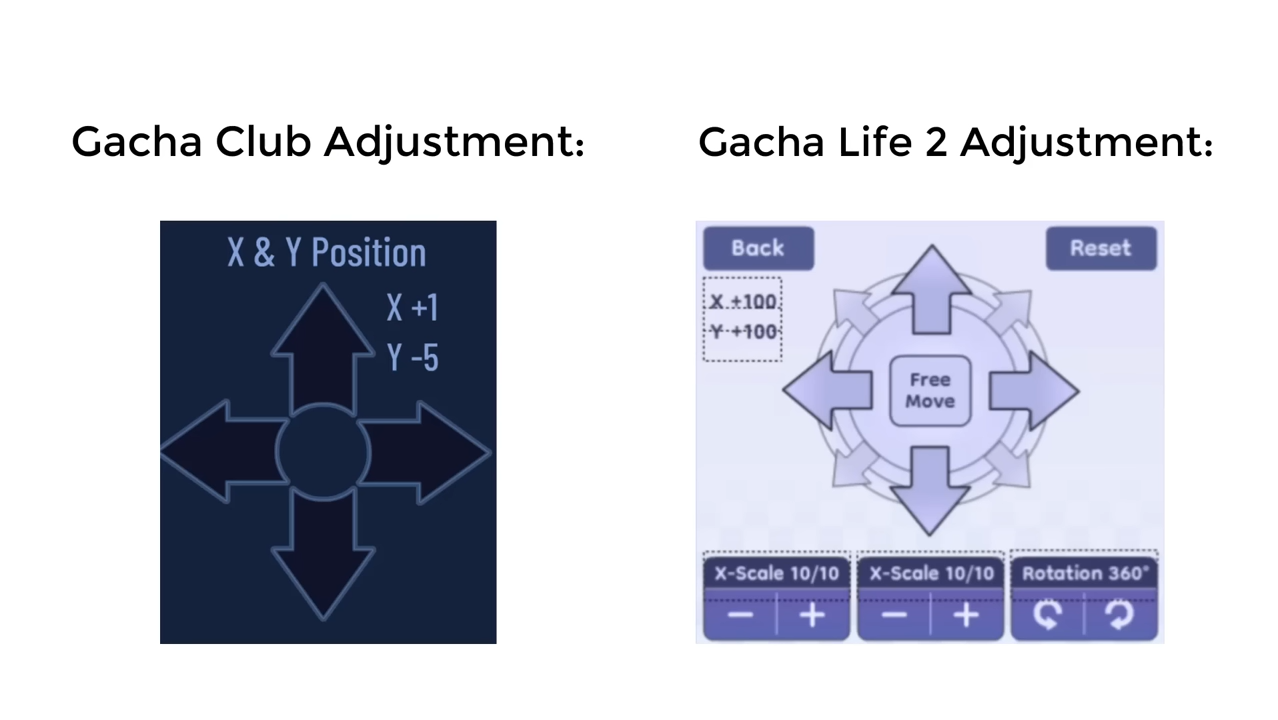 Gacha Club Adjustment:
X & Y Position
X +1
Y -5
Gacha Life 2 Adjustment:
Back
Reset
X +100
Y +100
Free
Move
X-Scale 10/10
X-Scale 10/10
Rotation 360°